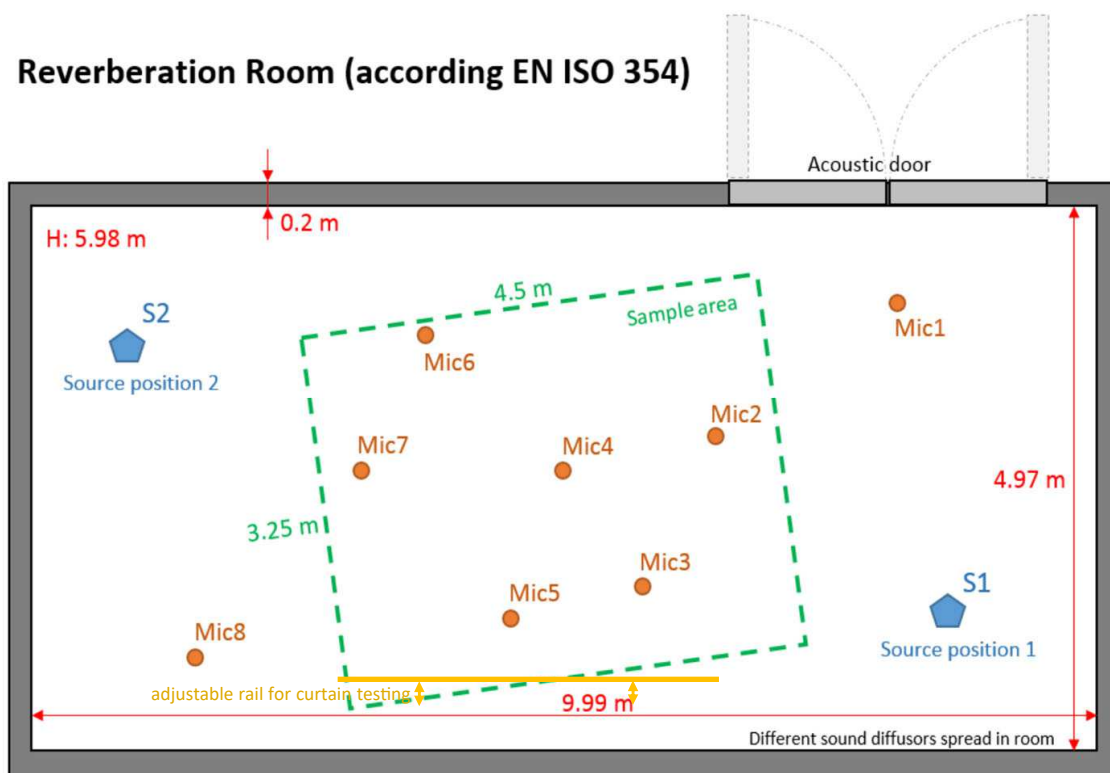 Reverberation Room (according EN ISO 354)
Acoustic door
H: 5.98 m
0.2 m
4.5 m
Sample area
S2
Source position 2
Mic6
Mic1
Mic2
Mic7
Mic4
4.97 m
3.25 m
Mic3
Mic5
S1
Mic8
Source position 1
adjustable rail for curtain testing
9.99 m
Different sound diffusors spread in room